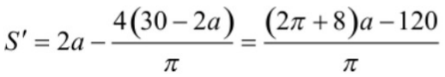 S′ = 2a − 4(30 − 2a)/π = ((2π + 8)a − 120)/π